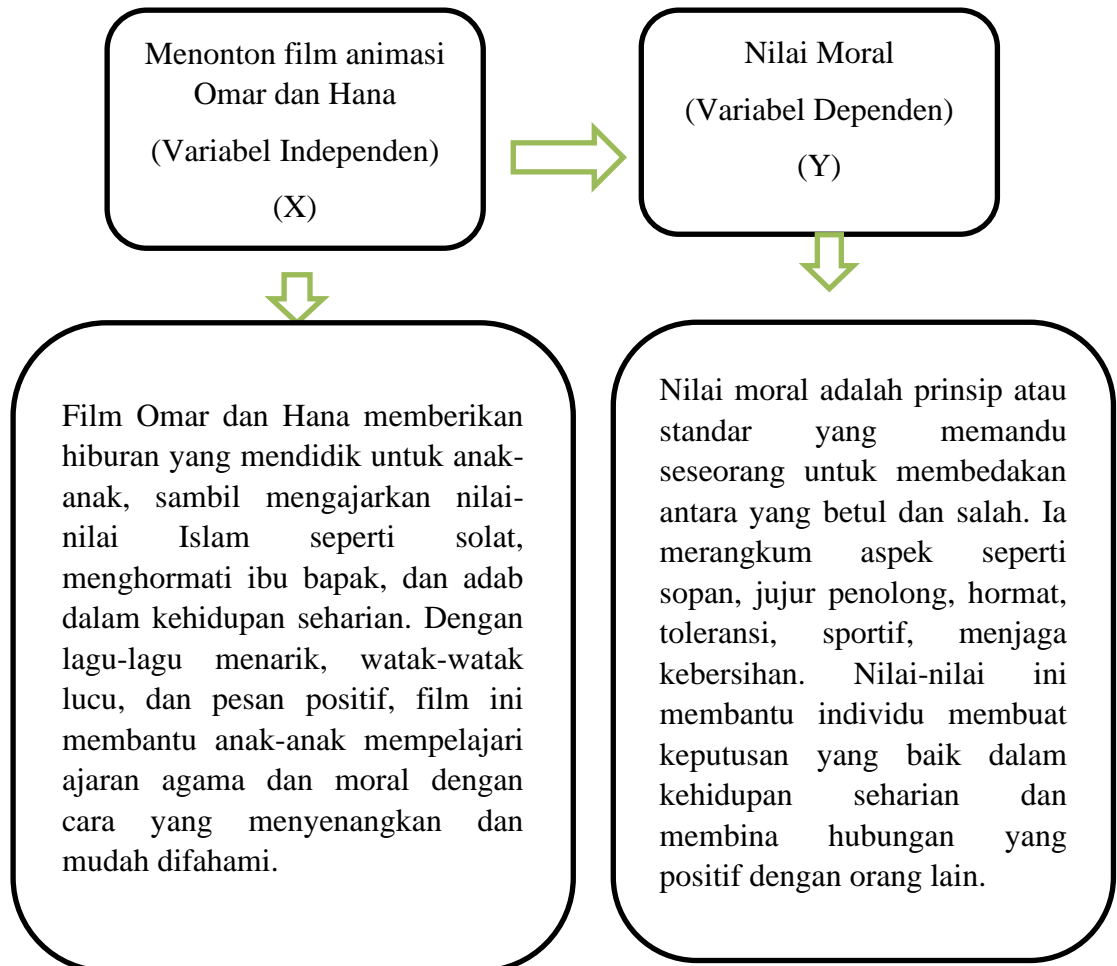 Menonton film animasi
Omar dan Hana
(Variabel Independen)
(X)
Nilai Moral
(Variabel Dependen)
(Y)
Film Omar dan Hana memberikan
hiburan yang mendidik untuk anak-
anak, sambil mengajarkan nilai-
nilai Islam seperti solat,
menghormati ibu bapak, dan adab
dalam kehidupan seharian. Dengan
lagu-lagu menarik, watak-watak
lucu, dan pesan positif, film ini
membantu anak-anak mempelajari
ajaran agama dan moral dengan
cara yang menyenangkan dan
mudah difahami.
Nilai moral adalah prinsip atau
standar yang memandu
seseorang untuk membedakan
antara yang betul dan salah. Ia
merangkum aspek seperti
sopan, jujur penolong, hormat,
toleransi, sportif, menjaga
kebersihan. Nilai-nilai ini
membantu individu membuat
keputusan yang baik dalam
kehidupan seharian dan
membina hubungan yang
positif dengan orang lain.